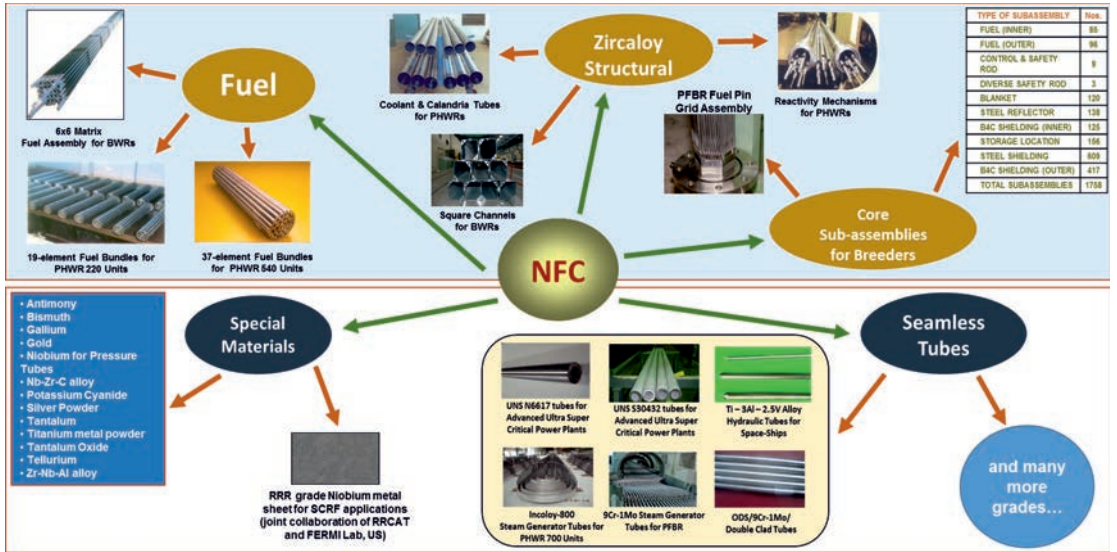 Fuel
6x6 Matrix
Fuel Assembly for BWRs
19-element Fuel Bundles for
PHWR 220 Units
37-element Fuel Bundles
for PHWR 540 Units
Zircaloy
Structural
Coolant & Calandria Tubes
for PHWRs
Square Channels
for BWRs
Reactivity Mechanisms
for PHWRs
PFBR Fuel Pin
Grid Assembly
Core
Sub-assemblies
for Breeders
TYPE OF SUBASSEMBLY Nos.
FUEL (INNER) 85
FUEL (OUTER) 96
CONTROL & SAFETY
ROD 9
DIVERSE SAFETY ROD 3
BLANKET 120
STEEL REFLECTOR 138
B4C SHIELDING (INNER) 125
STORAGE LOCATION 156
STEEL SHIELDING 609
B4C SHIELDING (OUTER) 417
TOTAL SUBASSEMBLIES 1758
NFC
• Antimony
• Bismuth
• Gallium
• Gold
• Niobium for Pressure
Tubes
• Nb-Zr-C alloy
• Potassium Cyanide
• Silver Powder
• Tantalum
• Titanium metal powder
• Tantalum Oxide
• Tellurium
• Zr-Nb-Al alloy
Special
Materials
RRR grade Niobium metal
sheet for SCRF applications
(joint collaboration of RRCAT
and FERMI Lab, US)
UNS N6617 tubes for
Advanced Ultra Super
Critical Power Plants
UNS S30432 tubes for
Advanced Ultra Super
Critical Power Plants
Ti – 3Al – 2.5V Alloy
Hydraulic Tubes for
Space-Ships
Incoloy-800
Steam Generator Tubes for
PHWR 700 Units
9Cr-1Mo Steam Generator
Tubes for PFBR
ODS/9Cr-1Mo/
Double Clad Tubes
Seamless
Tubes
and many
more
grades...